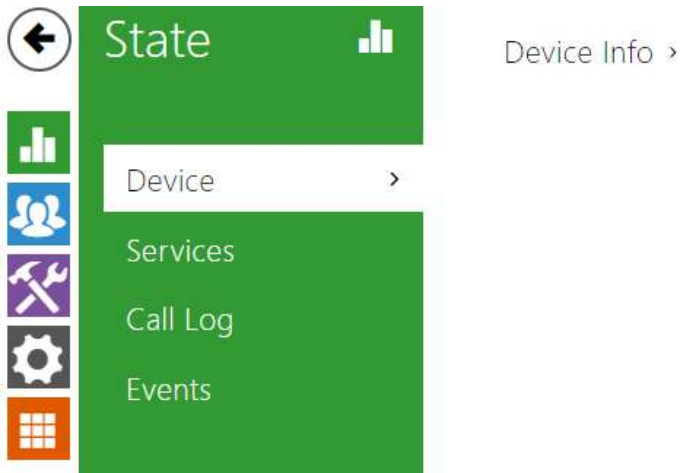 State
Device Info ›
Device ›
Services
Call Log
Events